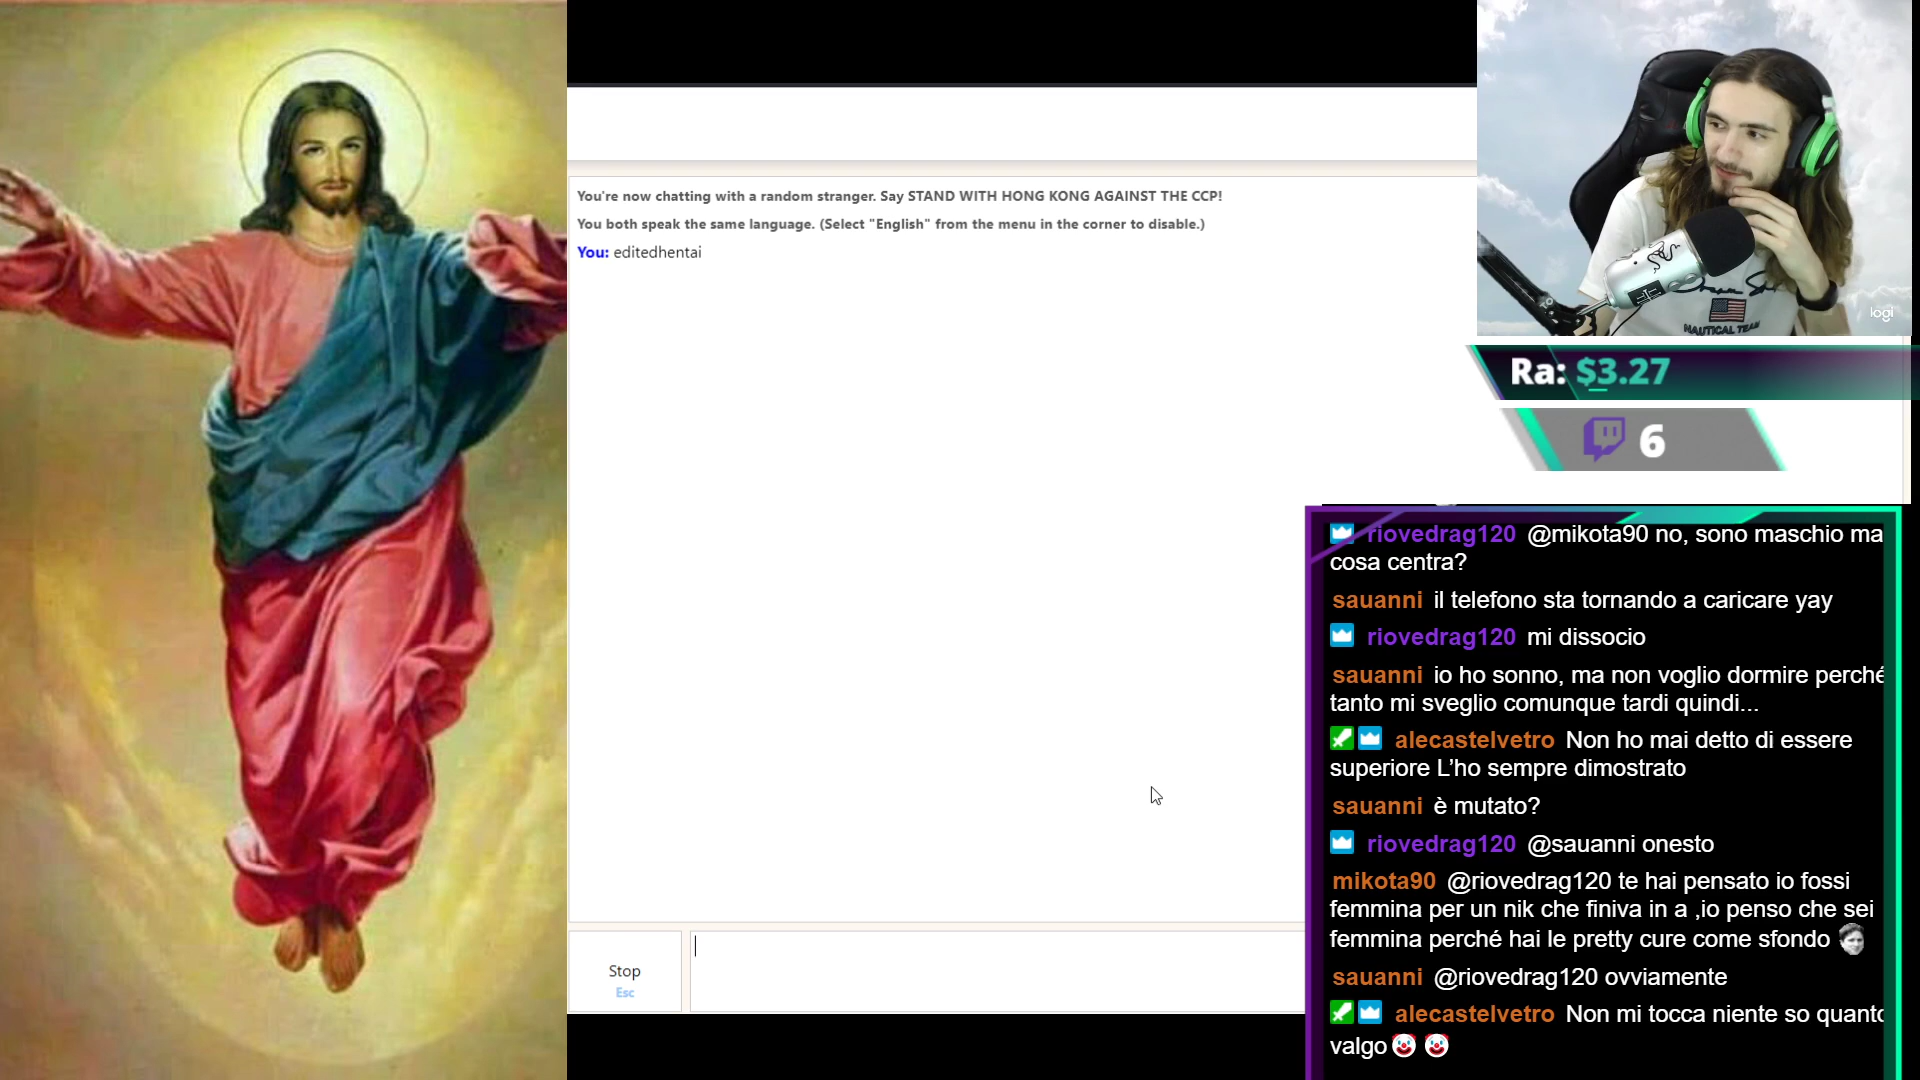 You're now chatting with a random stranger. Say STAND WITH HONG KONG AGAINST THE CCP!
You both speak the same language. (Select "English" from the menu in the corner to disable.)
You: editedhentai
Stop
Esc
NAUTICAL TEAM
logi
Ra: $3.27
6
riovedrag120 @mikota90 no, sono maschio ma
cosa centra?
sauanni il telefono sta tornando a caricare yay
riovedrag120 mi dissocio
sauanni io ho sonno, ma non voglio dormire perché
tanto mi sveglio comunque tardi quindi...
alecastelvetro Non ho mai detto di essere
superiore L'ho sempre dimostrato
sauanni è mutato?
riovedrag120 @sauanni onesto
mikota90 @riovedrag120 te hai pensato io fossi
femmina per un nik che finiva in a ,io penso che sei
femmina perché hai le pretty cure come sfondo
sauanni @riovedrag120 ovviamente
alecastelvetro Non mi tocca niente so quanto
valgo🤡 🤡